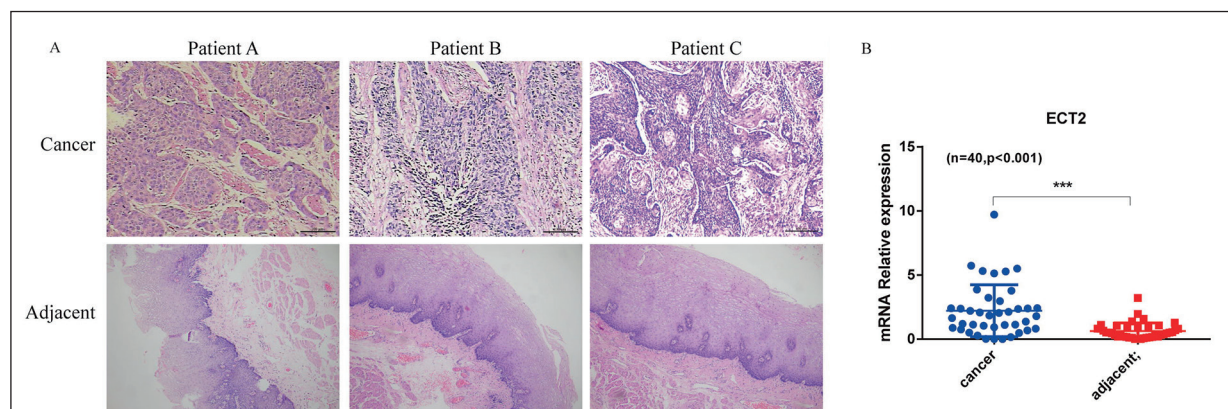 A
Patient A
Patient B
Patient C
Cancer
Adjacent
B
ECT2
(n=40,p<0.001)
***
mRNA Relative expression
15
10
5
0
cancer
adjacent;